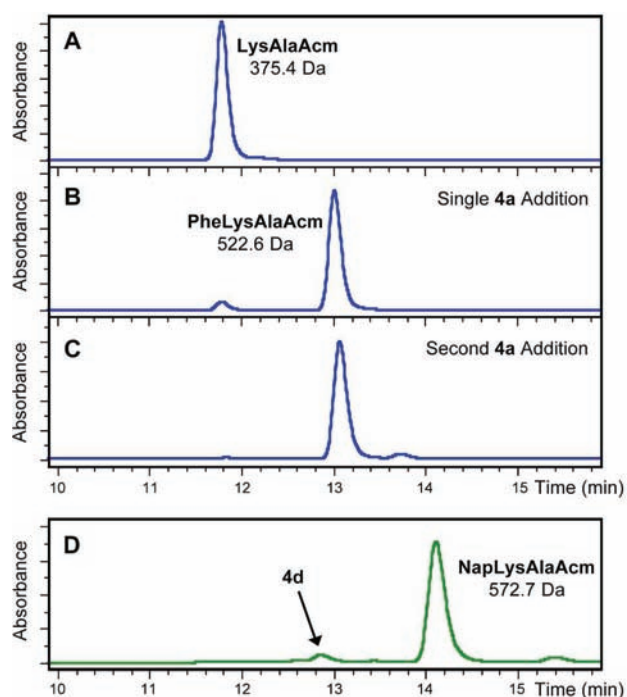 A
LysAlaAcm
375.4 Da
Absorbance
B
Single 4a Addition
PheLysAlaAcm
522.6 Da
Absorbance
C
Second 4a Addition
Absorbance
10 11 12 13 14 15 Time (min)
D
4d
NapLysAlaAcm
572.7 Da
Absorbance
10 11 12 13 14 15 Time (min)